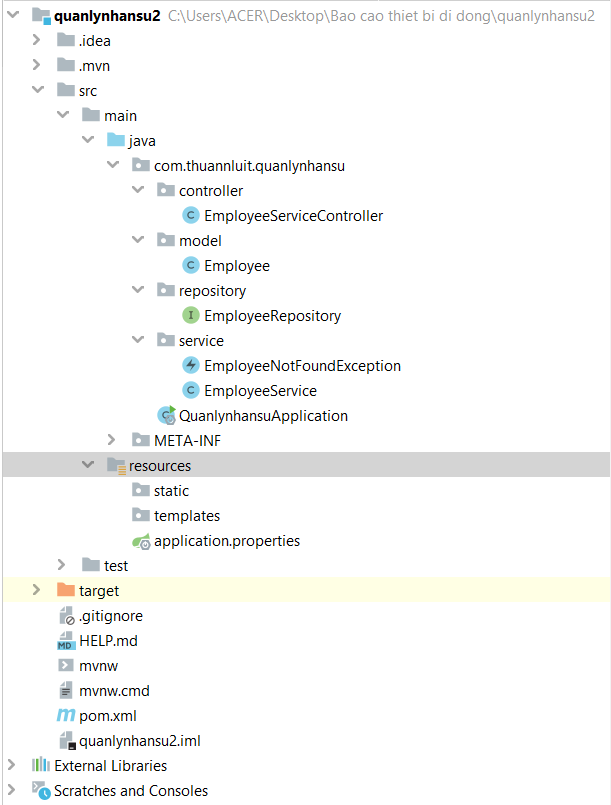 quanlynhansu2 C:\Users\ACER\Desktop\Bao cao thiet bi di dong\quanlynhansu2
.idea
.mvn
src
main
java
com.thuannluit.quanlynhansu
controller
C EmployeeServiceController
model
C Employee
repository
I EmployeeRepository
service
EmployeeNotFoundException
C EmployeeService
C QuanlynhansuApplication
META-INF
resources
static
templates
application.properties
test
target
.gitignore
MD HELP.md
mvnw
mvnw.cmd
m pom.xml
quanlynhansu2.iml
External Libraries
Scratches and Consoles